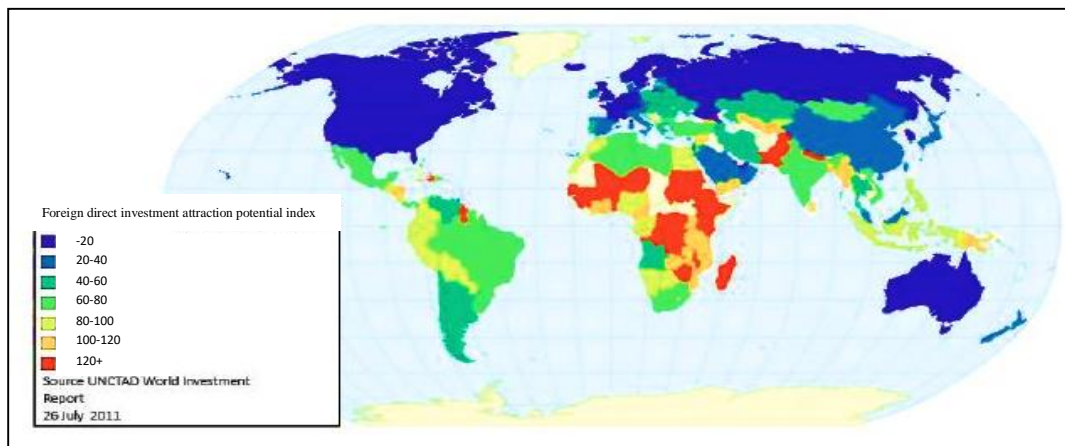 Foreign direct investment attraction potential index
-20
20-40
40-60
60-80
80-100
100-120
120+
Source UNCTAD World Investment
Report
26 July 2011